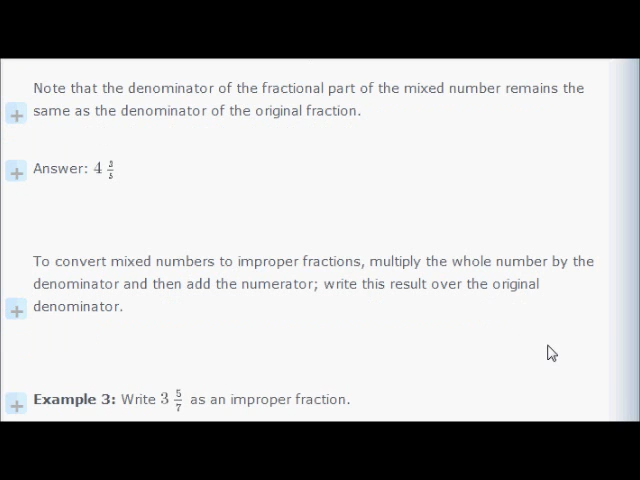 Note that the denominator of the fractional part of the mixed number remains the
same as the denominator of the original fraction.
Answer: 4 3/5
To convert mixed numbers to improper fractions, multiply the whole number by the
denominator and then add the numerator; write this result over the original
denominator.
Example 3: Write 3 5/7 as an improper fraction.